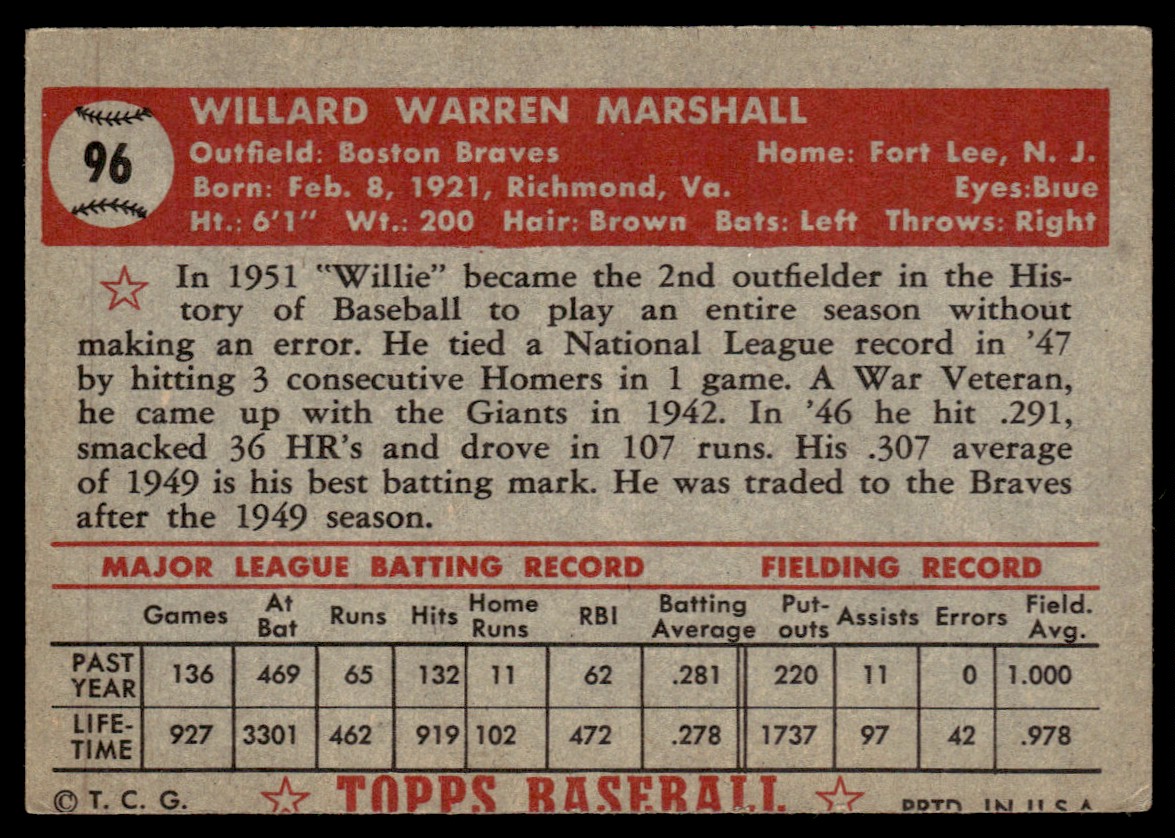 96
WILLARD WARREN MARSHALL
Outfield: Boston Braves Home: Fort Lee, N. J.
Born: Feb. 8, 1921, Richmond, Va. Eyes:Blue
Ht.: 6'1" Wt.: 200 Hair: Brown Bats: Left Throws: Right
In 1951 "Willie" became the 2nd outfielder in the His-
tory of Baseball to play an entire season without
making an error. He tied a National League record in '47
by hitting 3 consecutive Homers in 1 game. A War Veteran,
he came up with the Giants in 1942. In '46 he hit .291,
smacked 36 HR's and drove in 107 runs. His .307 average
of 1949 is his best batting mark. He was traded to the Braves
after the 1949 season.
MAJOR LEAGUE BATTING RECORD FIELDING RECORD
Games At Bat Runs Hits Home Runs RBI Batting Average Put-outs Assists Errors Field. Avg.
PAST YEAR 136 469 65 132 11 62 .281 220 11 0 1.000
LIFE-TIME 927 3301 462 919 102 472 .278 1737 97 42 .978
© T. C. G. TOPPS BASEBALL PRTD. IN U.S.A.